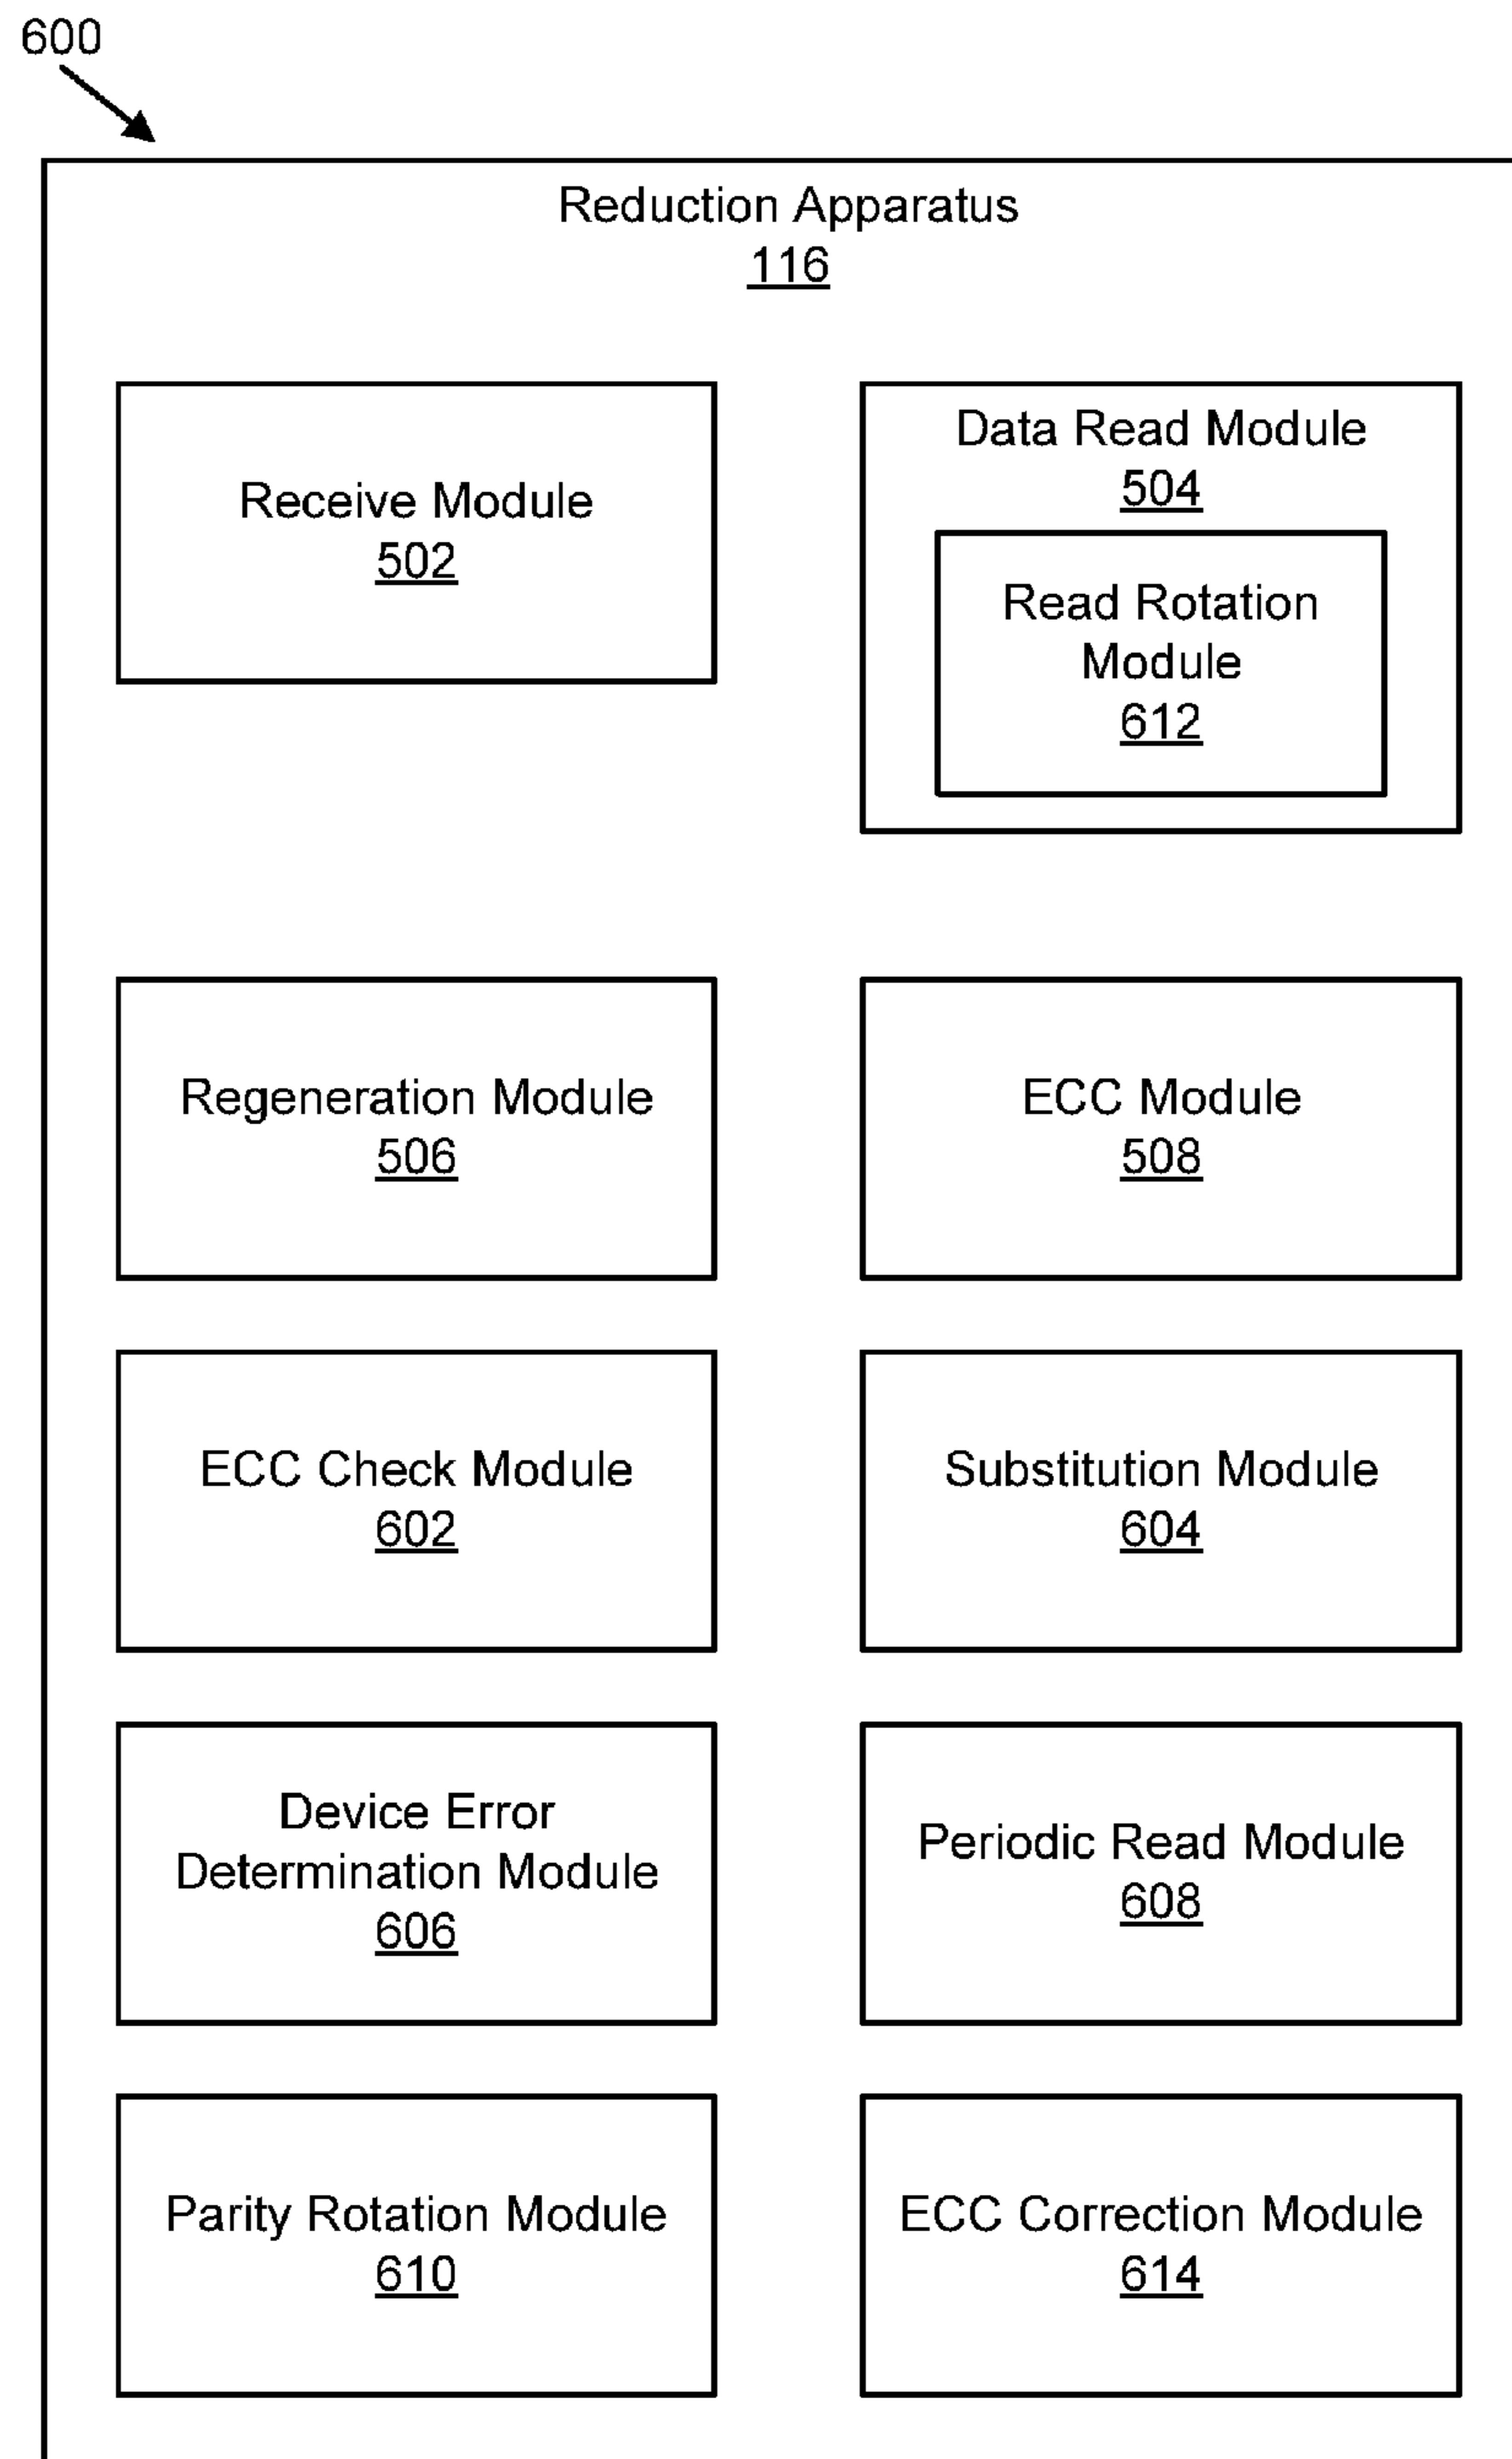 600
Reduction Apparatus
116
Receive Module
502
Data Read Module
504
Read Rotation
Module
612
Regeneration Module
506
ECC Module
508
ECC Check Module
602
Substitution Module
604
Device Error
Determination Module
606
Periodic Read Module
608
Parity Rotation Module
610
ECC Correction Module
614